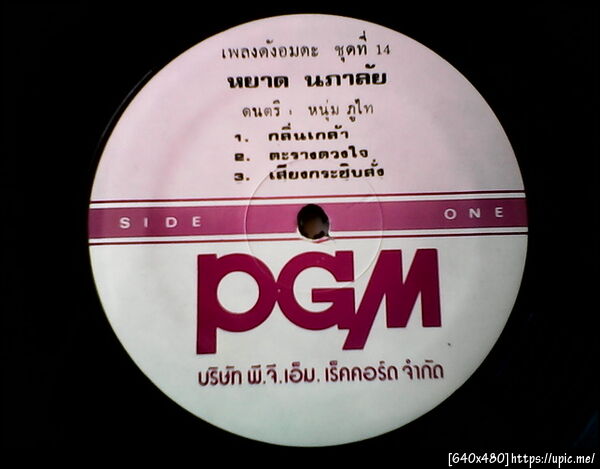 เพลงดังอมตะ ชุดที่ 14
หยาด นภาลัย
ดนตรี : หนุ่ม ภูไท
1. กลิ่นเกล้า
2. ตะรางดวงใจ
3. เสียงกระซิบสั่ง
SIDE ONE
PGM
บริษัท พี.จี.เอ็ม. เร็คคอร์ด จำกัด
[640x480]https://upic.me/